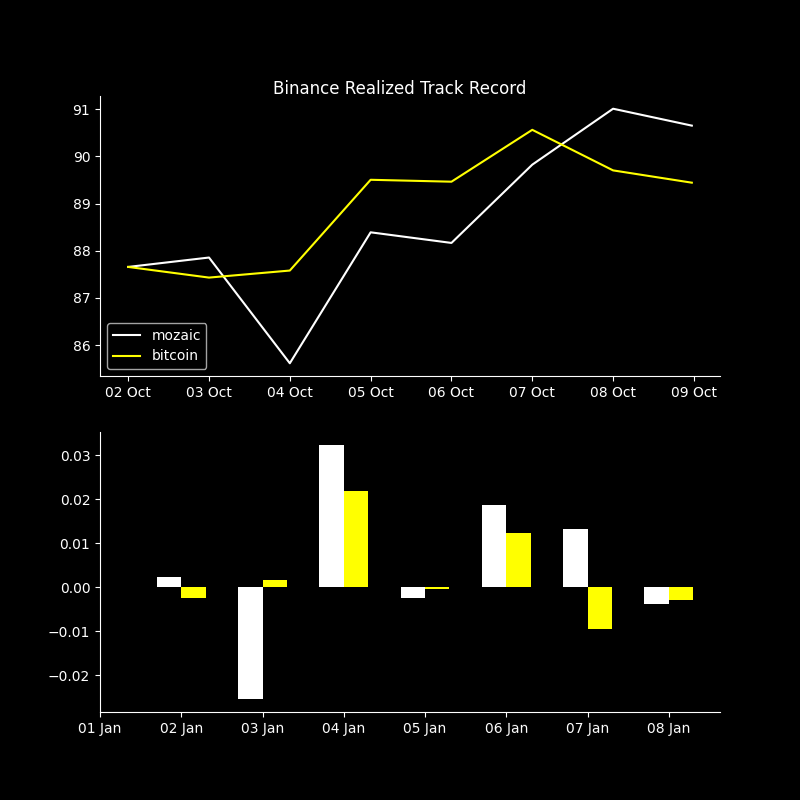 Binance Realized Track Record
91
90
89
88
87
86
mozaic
bitcoin
02 Oct 03 Oct 04 Oct 05 Oct 06 Oct 07 Oct 08 Oct 09 Oct
0.03
0.02
0.01
0.00
−0.01
−0.02
01 Jan 02 Jan 03 Jan 04 Jan 05 Jan 06 Jan 07 Jan 08 Jan